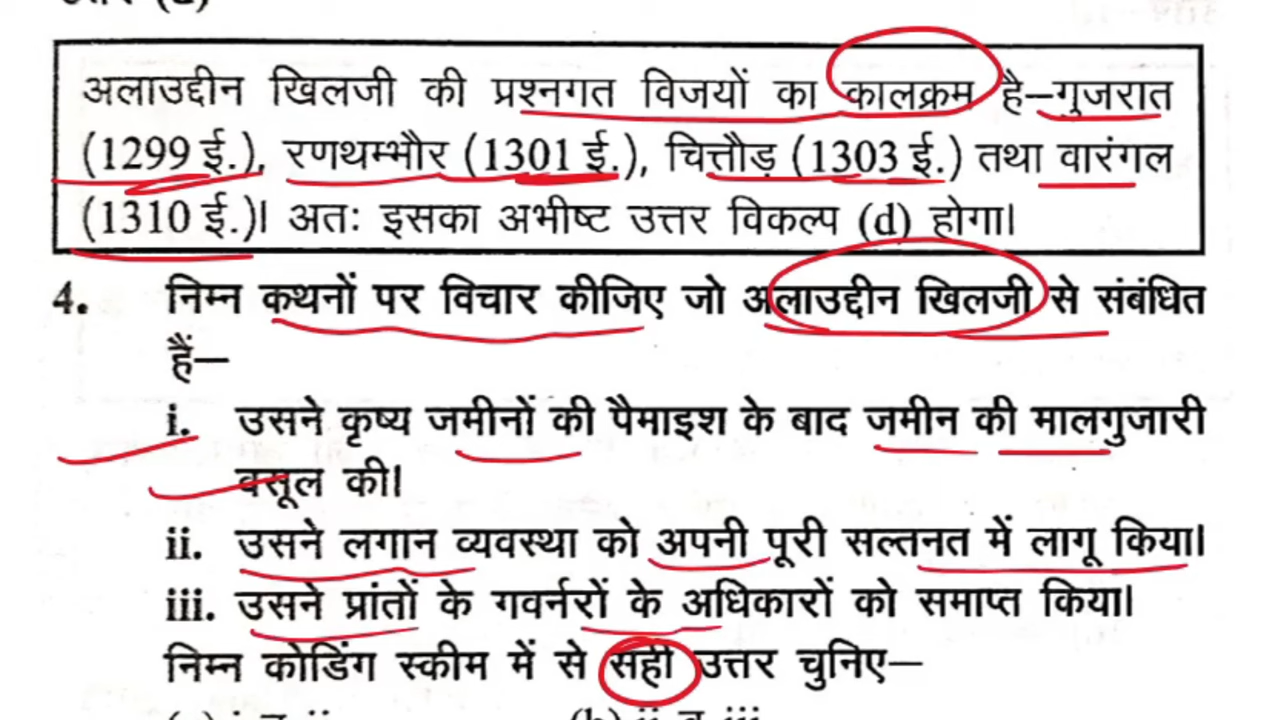 अलाउद्दीन खिलजी की प्रश्नगत विजयों का कालक्रम है–गुजरात
(1299 ई.), रणथम्भौर (1301 ई.), चित्तौड़ (1303 ई.) तथा वारंगल
(1310 ई.)। अतः इसका अभीष्ट उत्तर विकल्प (d) होगा।
4. निम्न कथनों पर विचार कीजिए जो अलाउद्दीन खिलजी से संबंधित
हैं–
i. उसने कृष्य जमीनों की पैमाइश के बाद जमीन की मालगुजारी
वसूल की।
ii. उसने लगान व्यवस्था को अपनी पूरी सल्तनत में लागू किया।
iii. उसने प्रांतों के गवर्नरों के अधिकारों को समाप्त किया।
निम्न कोडिंग स्कीम में से सही उत्तर चुनिए–